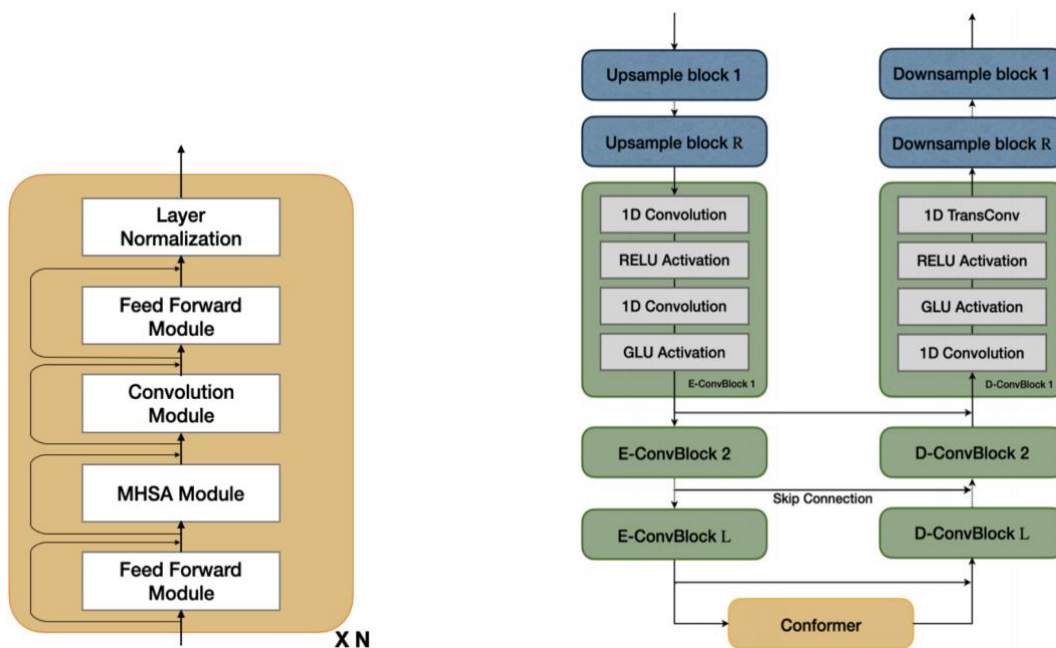 Layer
Normalization
Feed Forward
Module
Convolution
Module
MHSA Module
Feed Forward
Module
X N
Upsample block 1
Upsample block R
1D Convolution
RELU Activation
1D Convolution
GLU Activation
E-ConvBlock 1
E-ConvBlock 2
E-ConvBlock L
Downsample block 1
Downsample block R
1D TransConv
RELU Activation
GLU Activation
1D Convolution
D-ConvBlock 1
D-ConvBlock 2
Skip Connection
D-ConvBlock L
Conformer